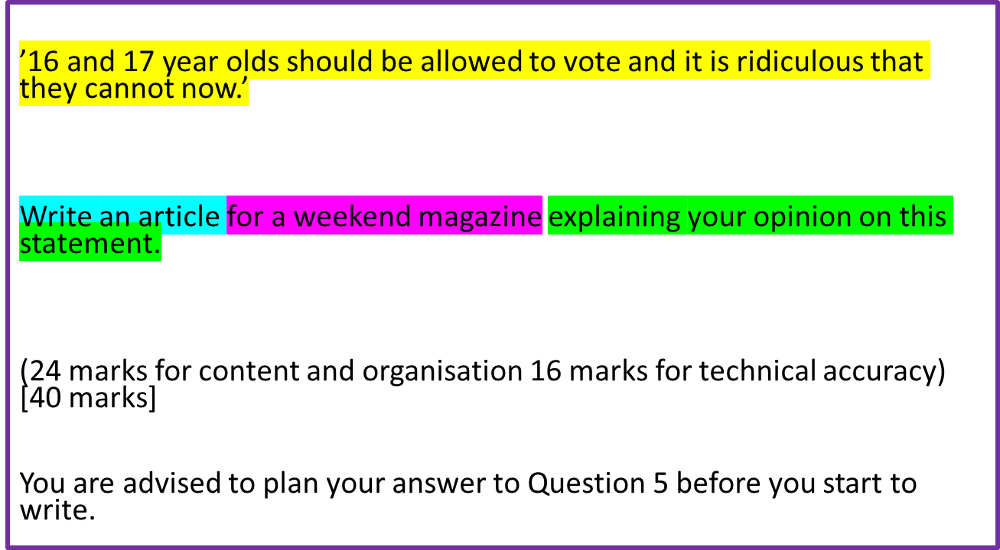 ’16 and 17 year olds should be allowed to vote and it is ridiculous that
they cannot now.’
Write an article for a weekend magazine explaining your opinion on this
statement.
(24 marks for content and organisation 16 marks for technical accuracy)
[40 marks]
You are advised to plan your answer to Question 5 before you start to
write.